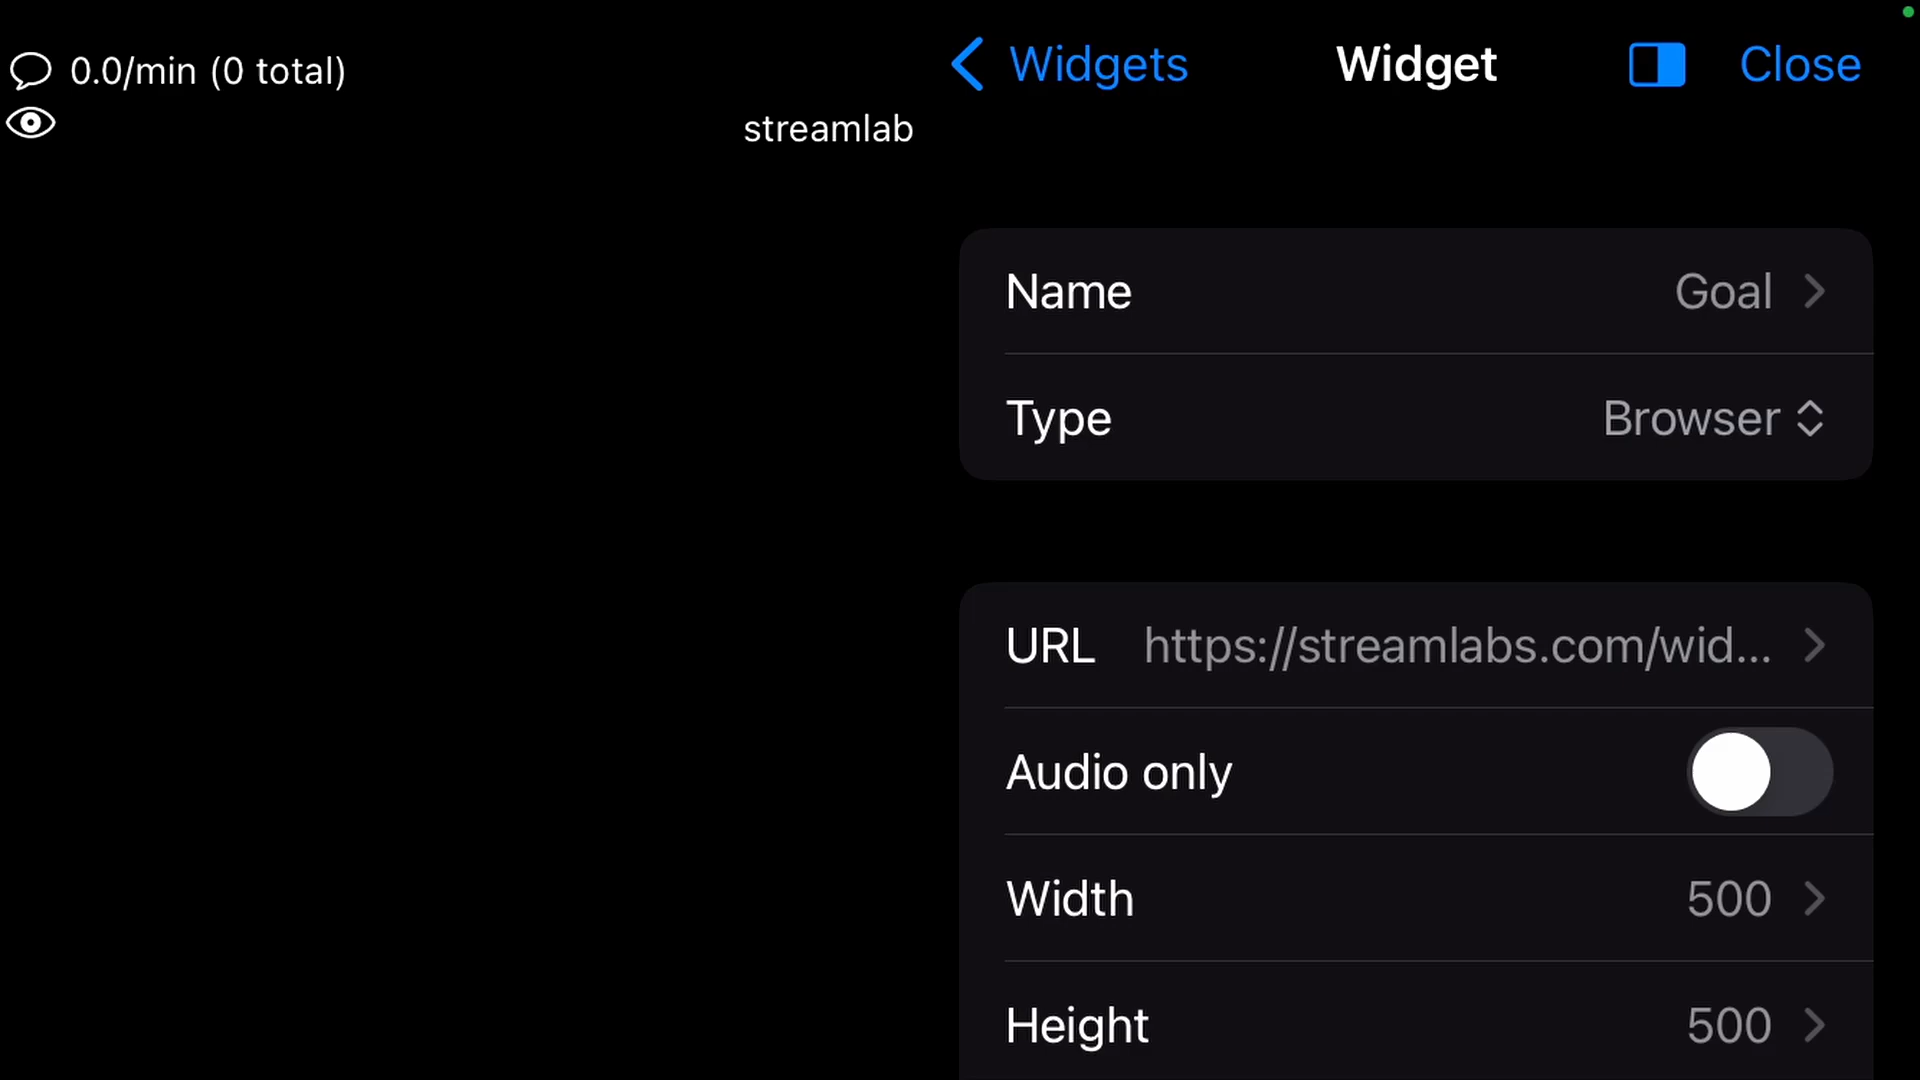 0.0/min (0 total)
streamlab
Widgets
Widget
Close
Name
Goal
Type
Browser
URL
https://streamlabs.com/wid...
Audio only
Width
500
Height
500